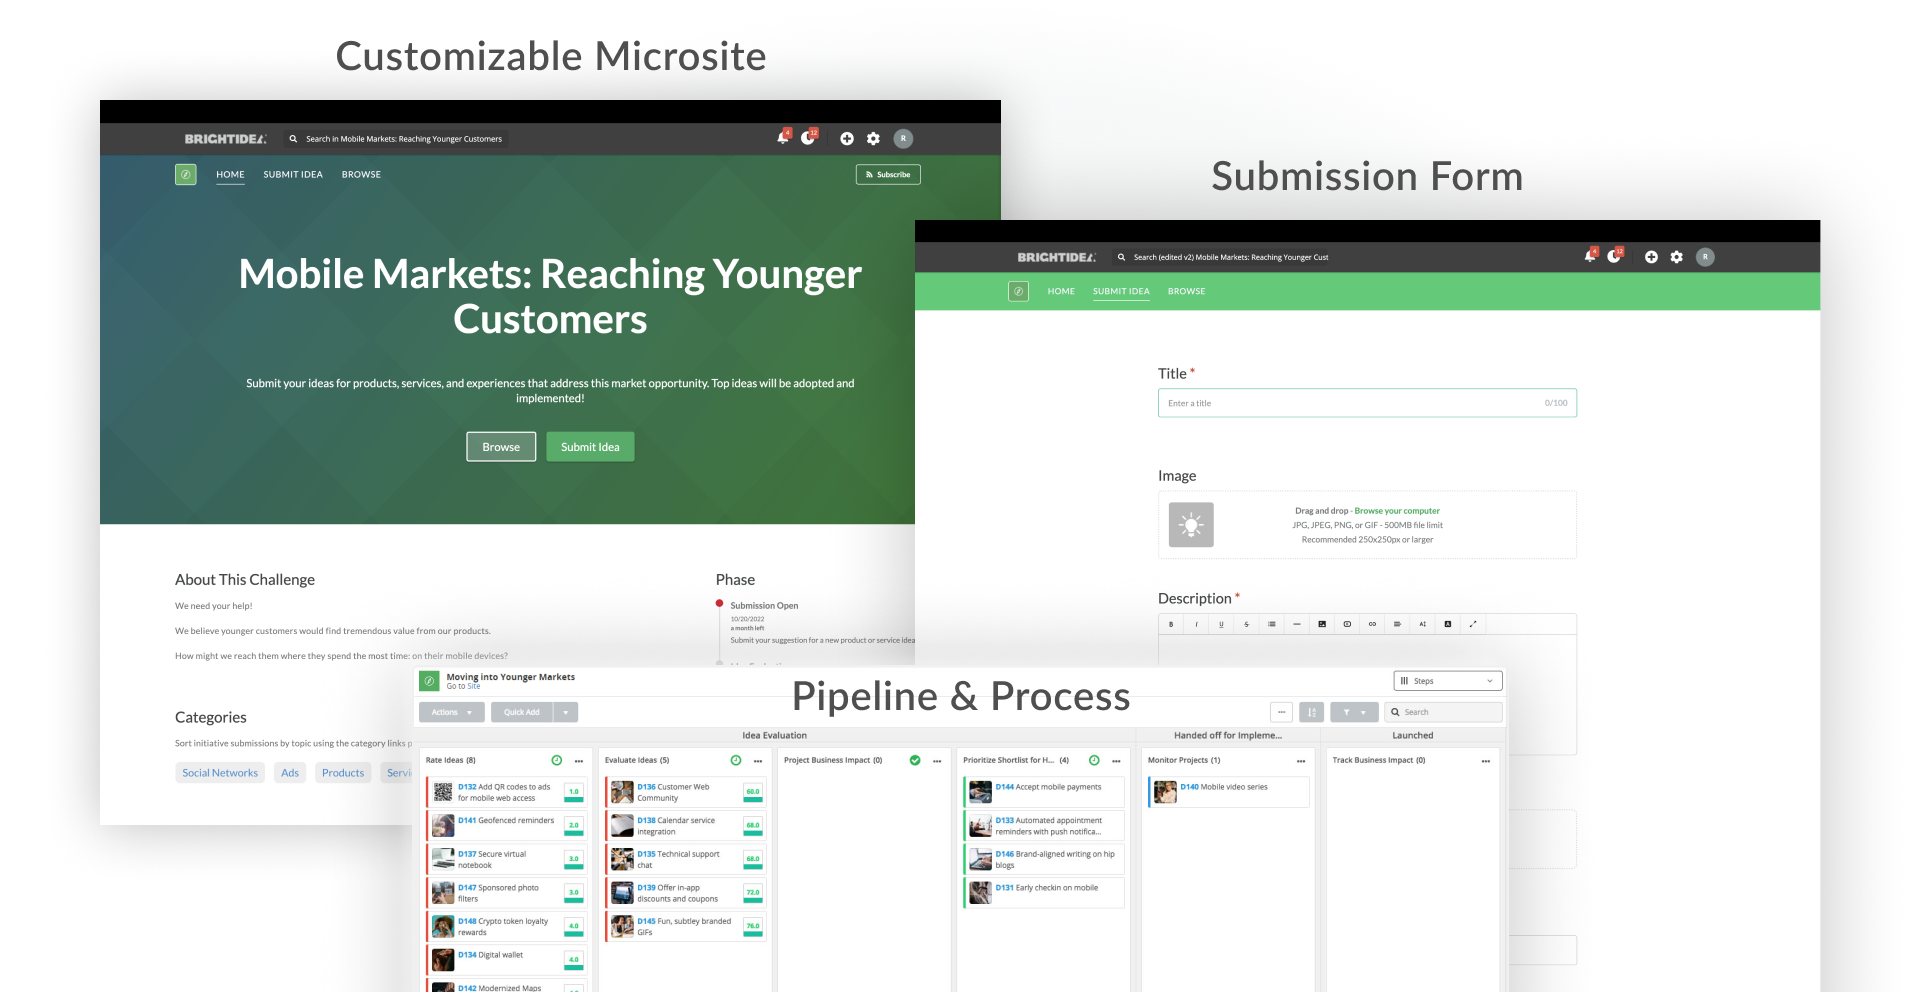 Customizable Microsite
BRIGHTIDEA
Search in Mobile Markets: Reaching Younger Customers
4
12
R
HOME
SUBMIT IDEA
BROWSE
Subscribe
Mobile Markets: Reaching Younger
Customers
Submit your ideas for products, services, and experiences that address this market opportunity. Top ideas will be adopted and
implemented!
Browse
Submit Idea
About This Challenge
We need your help!
We believe younger customers would find tremendous value from our products.
How might we reach them where they spend the most time: on their mobile devices?
Categories
Sort initiative submissions by topic using the category links
Social Networks
Ads
Products
Phase
Submission Open
10/20/2022
a month left
Submit your suggestion for a new product or service idea
Submission Form
BRIGHTIDEA
Search (edited v2) Mobile Markets: Reaching Younger Cust
4
12
R
HOME
SUBMIT IDEA
BROWSE
Title *
Enter a title
0/100
Image
Drag and drop - Browse your computer
JPG, JPEG, PNG, or GIF - 500MB file limit
Recommended 250x250px or larger
Description *
B
I
U
S
Pipeline & Process
Moving into Younger Markets
Go to Site
Steps
Actions
Quick Add
Search
Idea Evaluation
Handed off for Impleme...
Launched
Rate Ideas (8)
D132 Add QR codes to ads
for mobile web access
1.0
D141 Geofenced reminders
2.0
D137 Secure virtual
notebook
3.0
D147 Sponsored photo
filters
3.0
D148 Crypto token loyalty
rewards
4.0
D134 Digital wallet
4.0
D142 Modernized Maps
Evaluate Ideas (5)
D136 Customer Web
Community
60.0
D138 Calendar service
integration
68.0
D135 Technical support
chat
68.0
D139 Offer in-app
discounts and coupons
72.0
D145 Fun, subtley branded
GIFs
76.0
Project Business Impact (0)
Prioritize Shortlist for H... (4)
D144 Accept mobile payments
D133 Automated appointment
reminders with push notifica...
D146 Brand-aligned writing on hip
blogs
D131 Early checkin on mobile
Monitor Projects (1)
D140 Mobile video series
Track Business Impact (0)